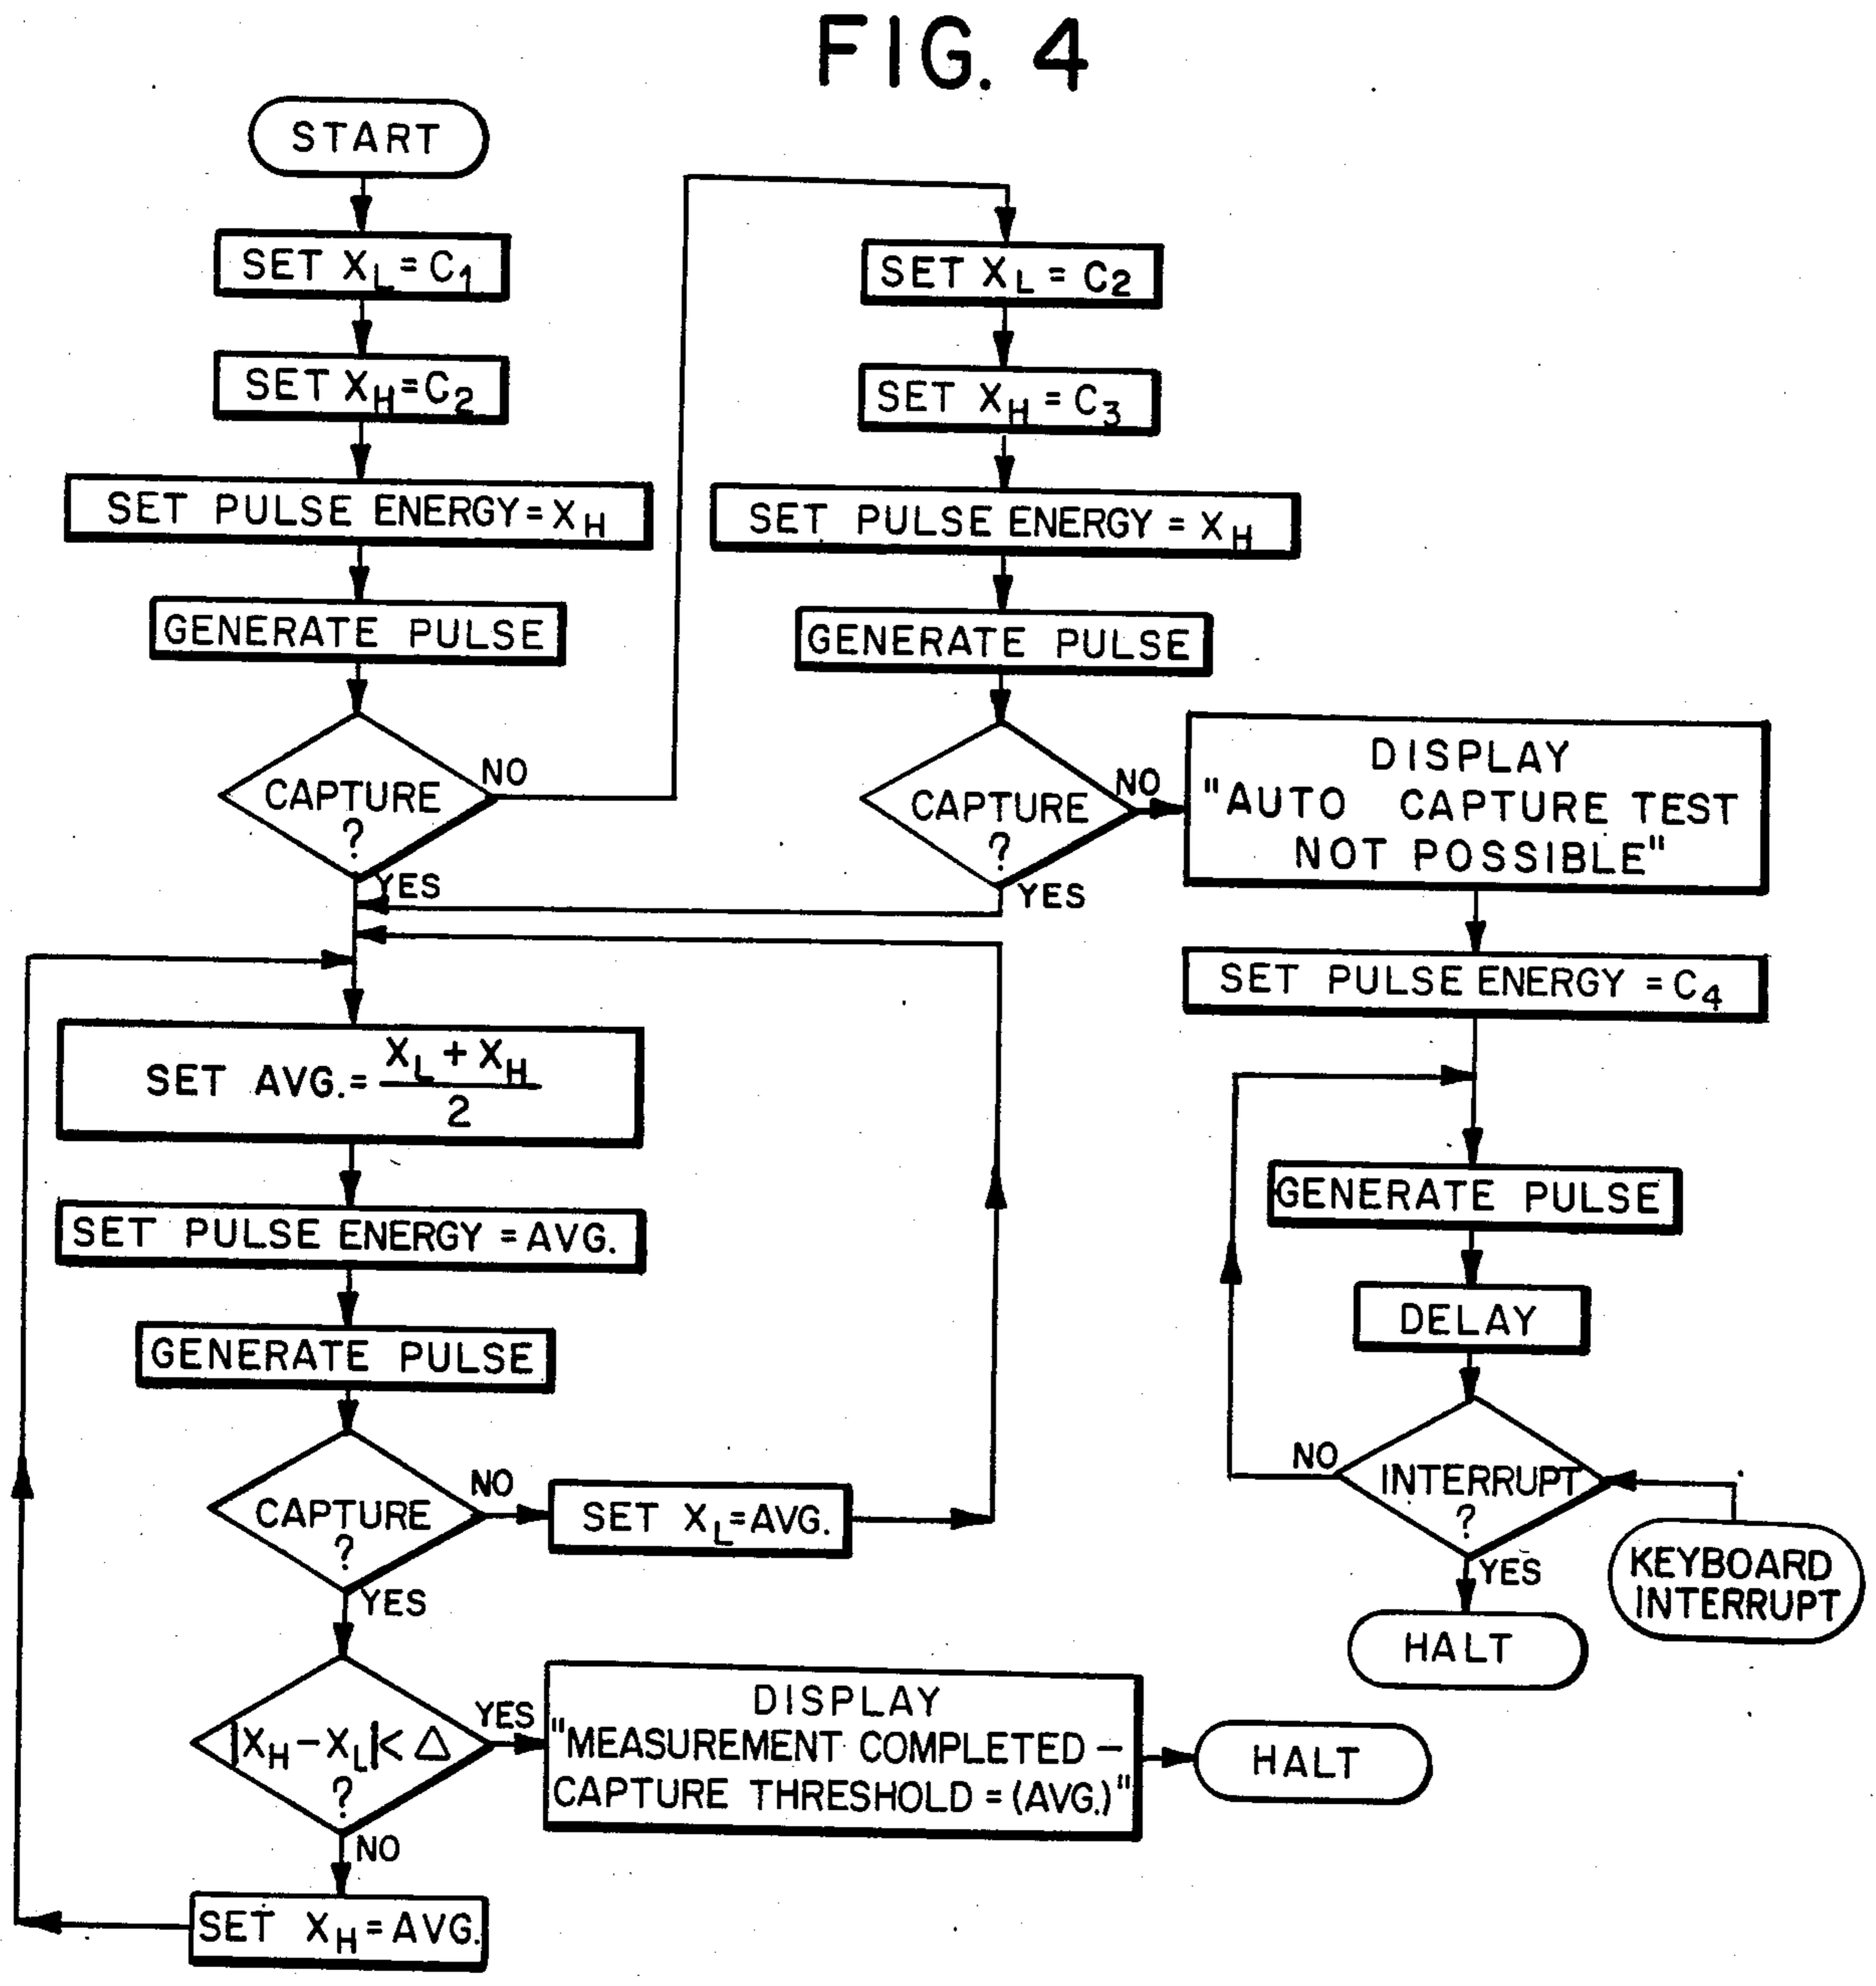 FIG. 4
START
SET X_L = C_1
SET X_H = C_2
SET PULSE ENERGY = X_H
GENERATE PULSE
CAPTURE
?
NO
YES
SET X_L = C_2
SET X_H = C_3
SET PULSE ENERGY = X_H
GENERATE PULSE
CAPTURE
?
NO
YES
DISPLAY
"AUTO CAPTURE TEST
NOT POSSIBLE"
SET PULSE ENERGY = C_4
GENERATE PULSE
DELAY
INTERRUPT
?
NO
YES
KEYBOARD
INTERRUPT
HALT
SET AVG. = (X_L + X_H) / 2
SET PULSE ENERGY = AVG.
GENERATE PULSE
CAPTURE
?
NO
SET X_L = AVG.
YES
|X_H – X_L| < Δ
?
YES
DISPLAY
"MEASUREMENT COMPLETED –
CAPTURE THRESHOLD = (AVG.)"
HALT
NO
SET X_H = AVG.